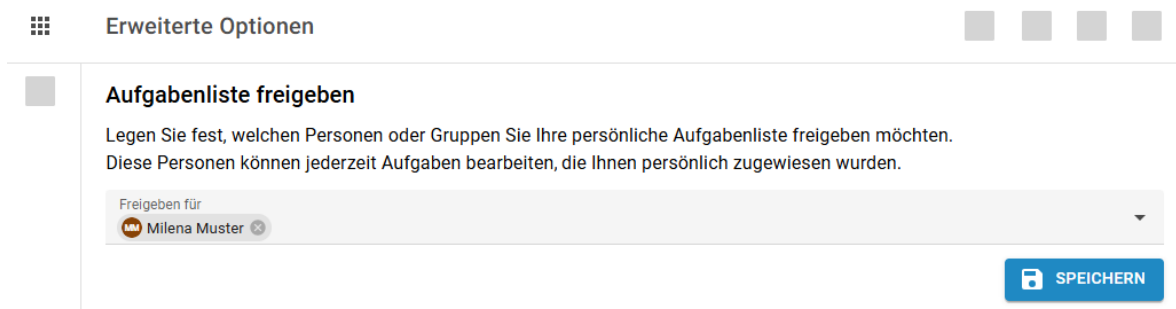 Erweiterte Optionen
Aufgabenliste freigeben
Legen Sie fest, welchen Personen oder Gruppen Sie Ihre persönliche Aufgabenliste freigeben möchten.
Diese Personen können jederzeit Aufgaben bearbeiten, die Ihnen persönlich zugewiesen wurden.
Freigeben für
MM Milena Muster
SPEICHERN